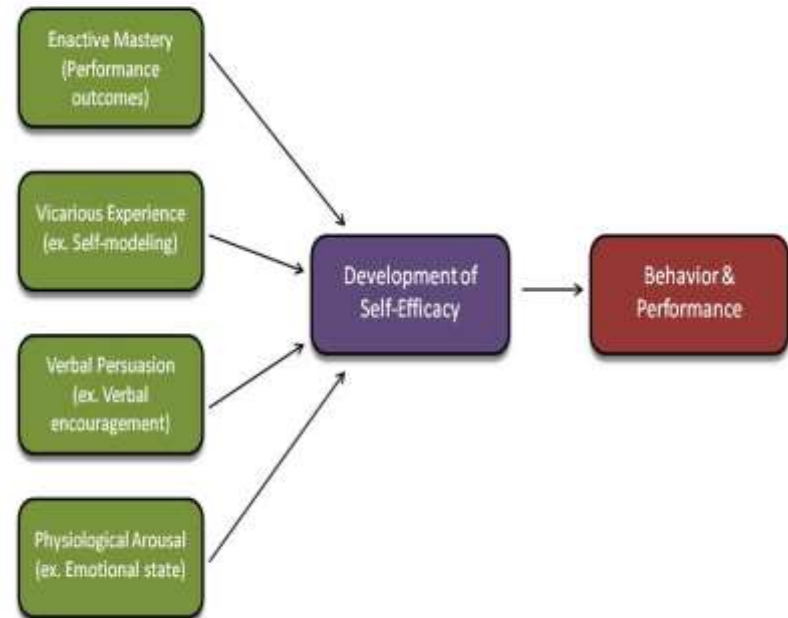 Enactive Mastery
(Performance
outcomes)
Vicarious Experience
(ex. Self-modeling)
Verbal Persuasion
(ex. Verbal
encouragement)
Physiological Arousal
(ex. Emotional state)
Development of
Self-Efficacy
Behavior &
Performance